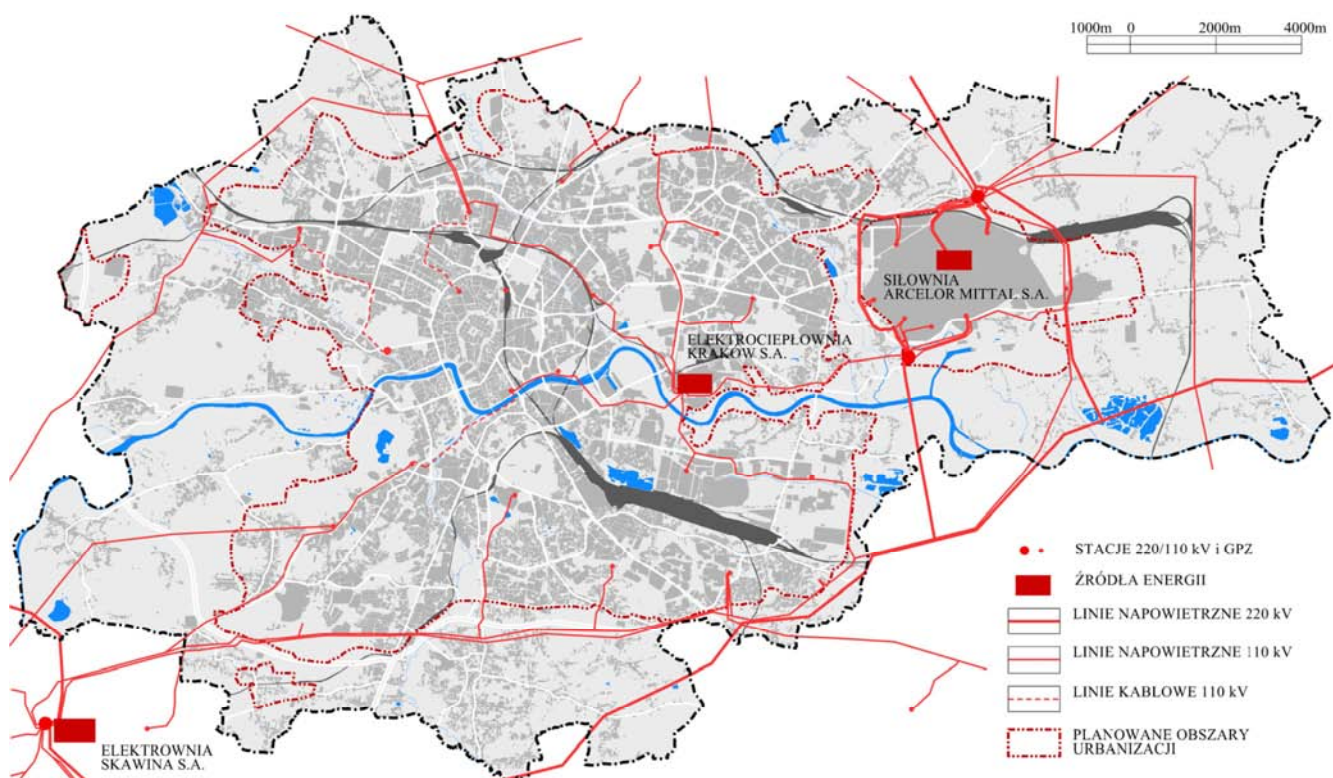 1000m 0 2000m 4000m
SIŁOWNIA
ARCELOR MITTAL S.A.
ELEKTROCIEPŁOWNIA
KRAKÓW S.A.
STACJE 220/110 kV i GPZ
ŹRÓDŁA ENERGII
LINIE NAPOWIETRZNE 220 kV
LINIE NAPOWIETRZNE 110 kV
LINIE KABLOWE 110 kV
PLANOWANE OBSZARY
URBANIZACJI
ELEKTROWNIA
SKAWINA S.A.